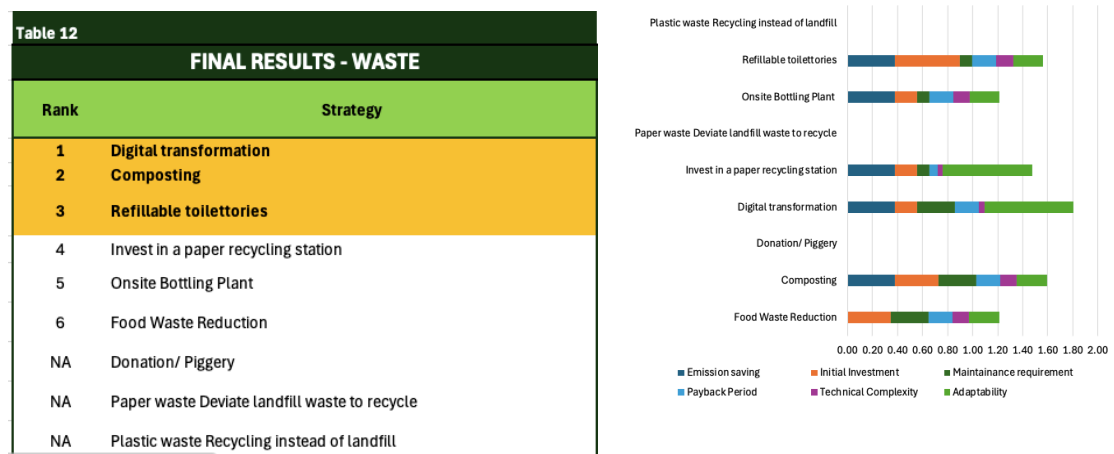 Table 12
FINAL RESULTS - WASTE
Rank Strategy
1 Digital transformation
2 Composting
3 Refillable toilettories
4 Invest in a paper recycling station
5 Onsite Bottling Plant
6 Food Waste Reduction
NA Donation/ Piggery
NA Paper waste Deviate landfill waste to recycle
NA Plastic waste Recycling instead of landfill
Plastic waste Recycling instead of landfill
Refillable toilettories
Onsite Bottling Plant
Paper waste Deviate landfill waste to recycle
Invest in a paper recycling station
Digital transformation
Donation/ Piggery
Composting
Food Waste Reduction
0.00 0.20 0.40 0.60 0.80 1.00 1.20 1.40 1.60 1.80 2.00
Emission saving Initial Investment Maintainance requirement
Payback Period Technical Complexity Adaptability